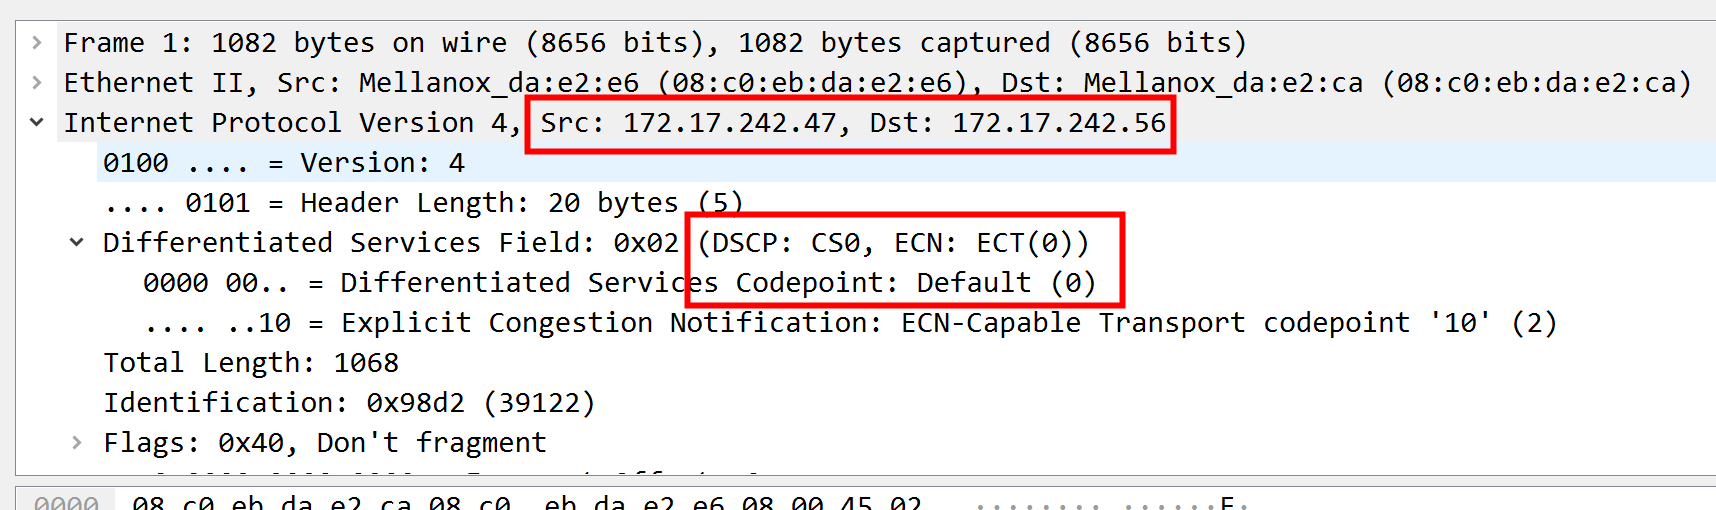 Frame 1: 1082 bytes on wire (8656 bits), 1082 bytes captured (8656 bits)
Ethernet II, Src: Mellanox_da:e2:e6 (08:c0:eb:da:e2:e6), Dst: Mellanox_da:e2:ca (08:c0:eb:da:e2:ca)
Internet Protocol Version 4, Src: 172.17.242.47, Dst: 172.17.242.56
0100 .... = Version: 4
.... 0101 = Header Length: 20 bytes (5)
Differentiated Services Field: 0x02 (DSCP: CS0, ECN: ECT(0))
0000 00.. = Differentiated Services Codepoint: Default (0)
.... ..10 = Explicit Congestion Notification: ECN-Capable Transport codepoint '10' (2)
Total Length: 1068
Identification: 0x98d2 (39122)
Flags: 0x40, Don't fragment
0000 08 c0 eb da e2 ca 08 c0 eb da e2 e6 08 00 45 02 ........ ......E.